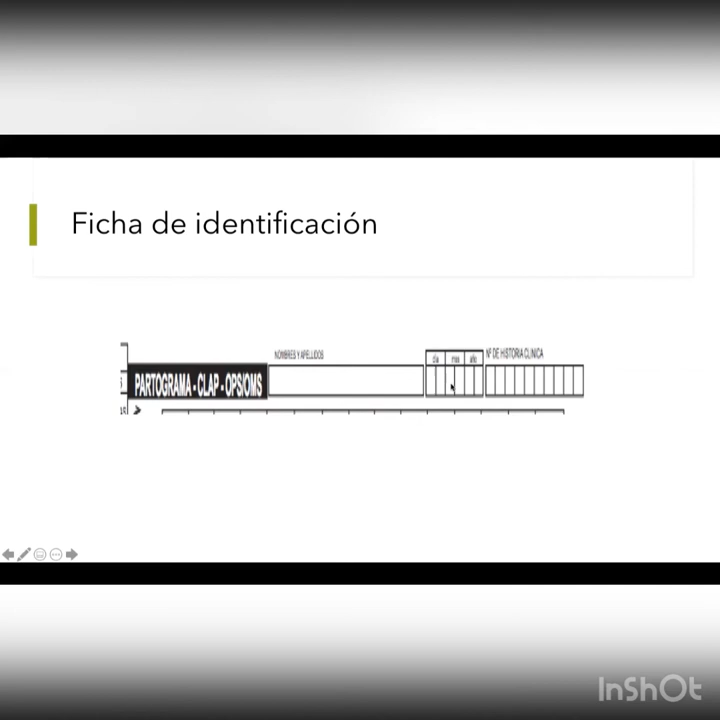 Ficha de identificación
NOMBRES Y APELLIDOS
día mes año
Nº DE HISTORIA CLINICA
PARTOGRAMA - CLAP - OPS/OMS
InShOt